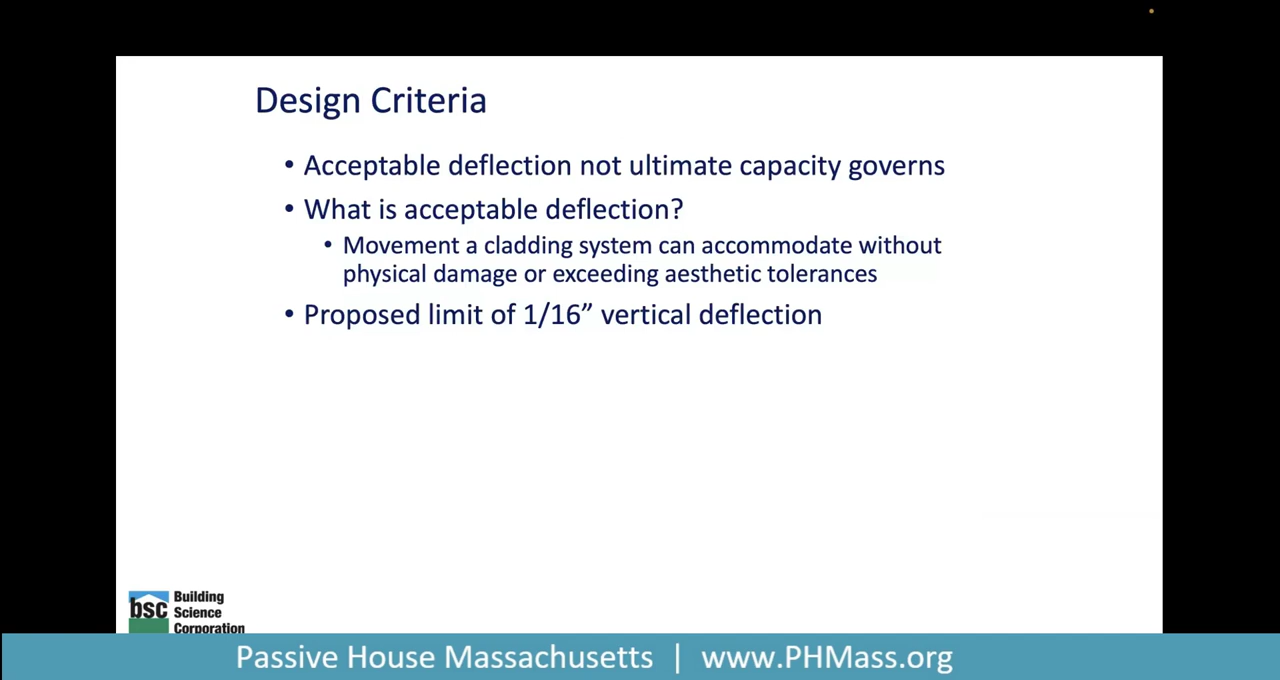 Design Criteria
• Acceptable deflection not ultimate capacity governs
• What is acceptable deflection?
• Movement a cladding system can accommodate without
physical damage or exceeding aesthetic tolerances
• Proposed limit of 1/16” vertical deflection
bsc
Building
Science
Corporation
Passive House Massachusetts | www.PHMass.org